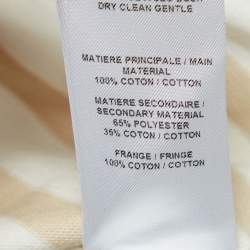 DRY CLEAN GENTLE
MATIERE PRINCIPALE / MAIN
MATERIAL
100% COTON / COTTON
MATIERE SECONDAIRE /
SECONDARY MATERIAL
65% POLYESTER
35% COTON / COTTON
FRANGE / FRINGE
100% COTON / COTTON